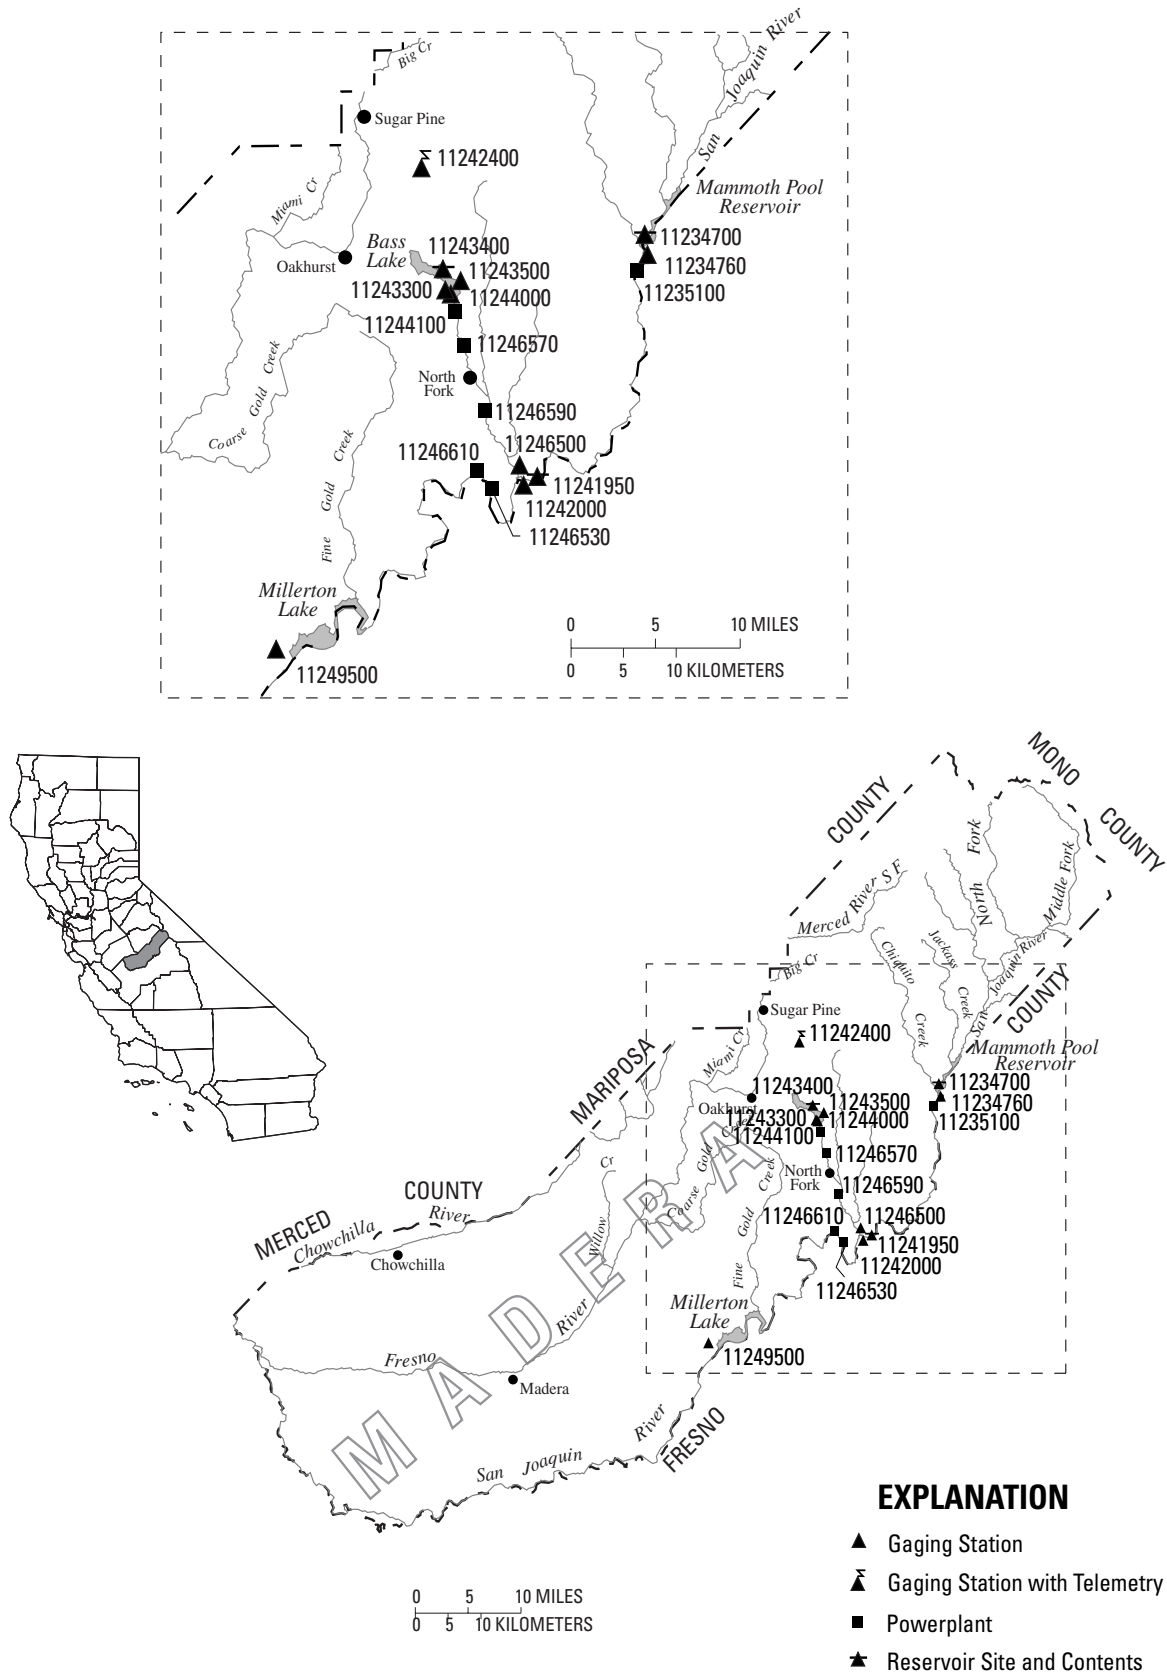 Big Cr
San Joaquin River
Sugar Pine
11242400
Miami Cr
Mammoth Pool
Reservoir
Bass
Lake
11243400
11234700
Oakhurst
11243500
11234760
11243300
11244000
11235100
11244100
11246570
North
Fork
Coarse Gold Creek
11246590
11246500
11246610
Fine Gold Creek
11241950
11242000
11246530
Millerton
Lake
0 5 10 MILES
0 5 10 KILOMETERS
11249500
MONO COUNTY
COUNTY
North Fork
Middle Fork
Merced River S F
Chiquito Creek
Jackass Creek
San Joaquin River
Big Cr
COUNTY
Sugar Pine
11242400
Mammoth Pool
Reservoir
Miami Cr
MARIPOSA
11243400
11234700
Oakhurst
11243500
11234760
11243300
11244000
11235100
11244100
11246570
Coarse Gold Creek
North
Fork
11246590
Cr
Willow
COUNTY
River
MERCED
Chowchilla
Chowchilla
Fine Gold Creek
11246610
11246500
11241950
11242000
11246530
MADERA
Millerton
Lake
11249500
Fresno River
Madera
San Joaquin River
FRESNO
EXPLANATION
Gaging Station
Gaging Station with Telemetry
Powerplant
Reservoir Site and Contents
0 5 10 MILES
0 5 10 KILOMETERS